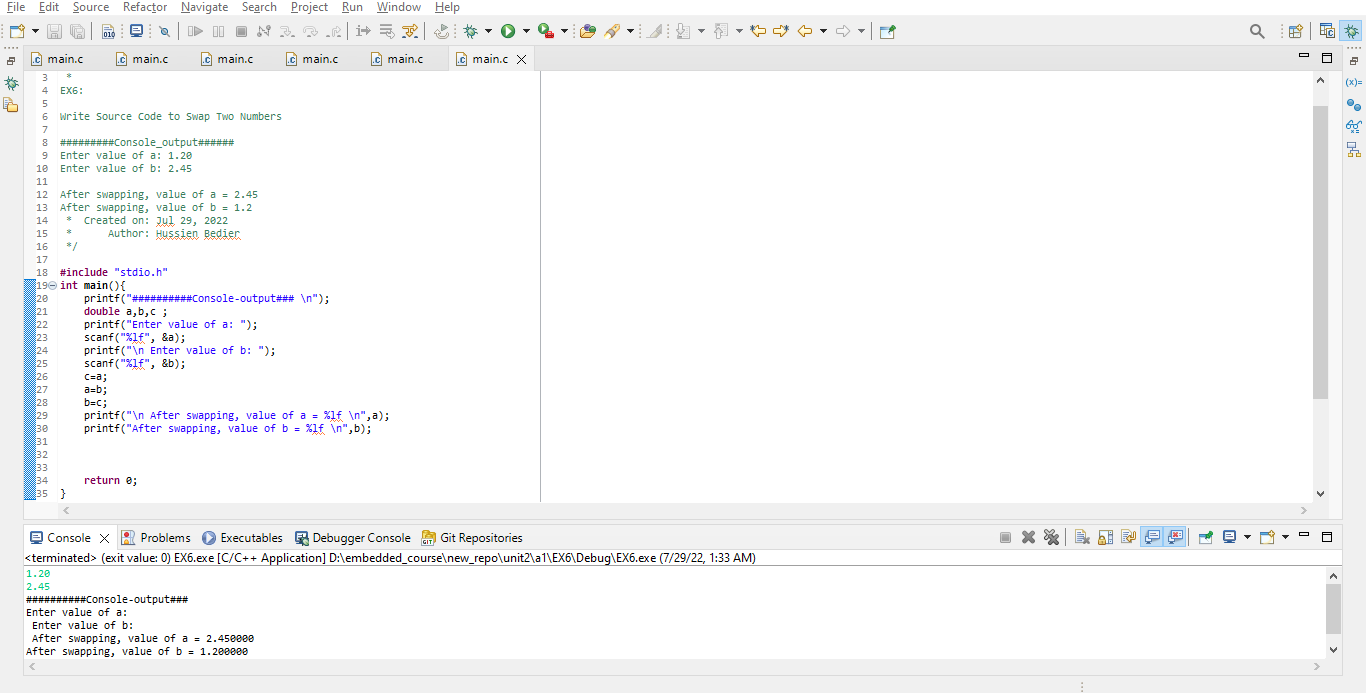 File Edit Source Refactor Navigate Search Project Run Window Help
main.c main.c main.c main.c main.c main.c
3 *
4 EX6:
5
6 Write Source Code to Swap Two Numbers
7
8 #########Console_output######
9 Enter value of a: 1.20
10 Enter value of b: 2.45
11
12 After swapping, value of a = 2.45
13 After swapping, value of b = 1.2
14 * Created on: Jul 29, 2022
15 * Author: Hussien Bedier
16 */
17
18 #include "stdio.h"
19 int main(){
20 printf("##########Console-output### \n");
21 double a,b,c ;
22 printf("Enter value of a: ");
23 scanf("%lf", &a);
24 printf("\n Enter value of b: ");
25 scanf("%lf", &b);
26 c=a;
27 a=b;
28 b=c;
29 printf("\n After swapping, value of a = %lf \n",a);
30 printf("After swapping, value of b = %lf \n",b);
31
32
33
34 return 0;
35 }
Console Problems Executables Debugger Console Git Repositories
<terminated> (exit value: 0) EX6.exe [C/C++ Application] D:\embedded_course\new_repo\unit2\a1\EX6\Debug\EX6.exe (7/29/22, 1:33 AM)
1.20
2.45
##########Console-output###
Enter value of a:
Enter value of b:
After swapping, value of a = 2.450000
After swapping, value of b = 1.200000